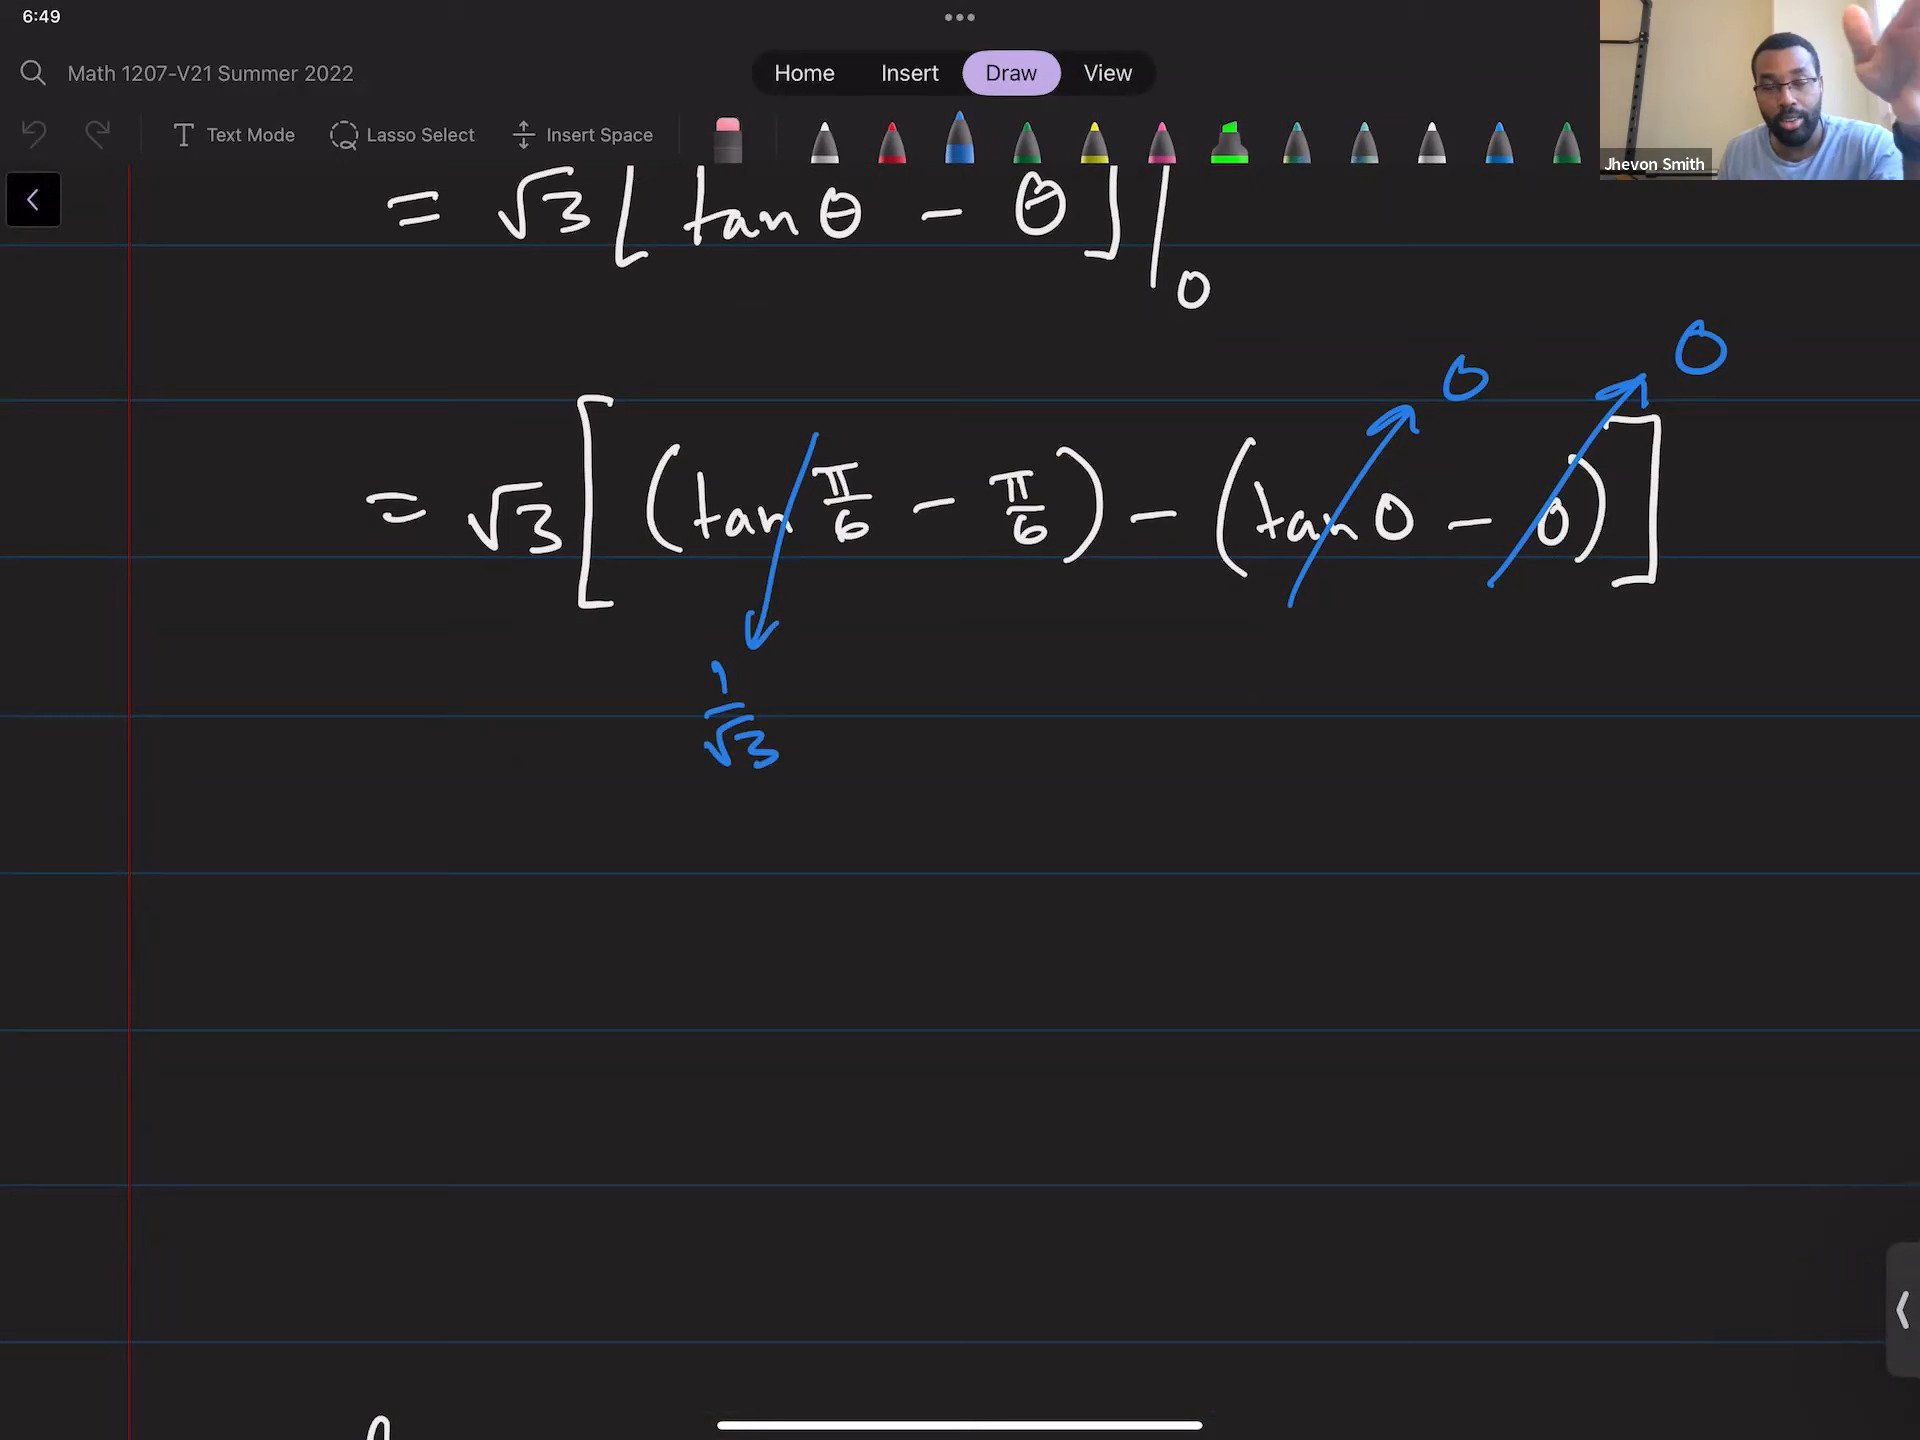 6:49
Math 1207-V21 Summer 2022
Home Insert Draw View
Text Mode Lasso Select Insert Space
Jhevon Smith
= √3 [ tan θ - θ ] |₀
0 0
= √3 [ (tan π/6 - π/6) - (tan 0 - 0) ]
1/√3